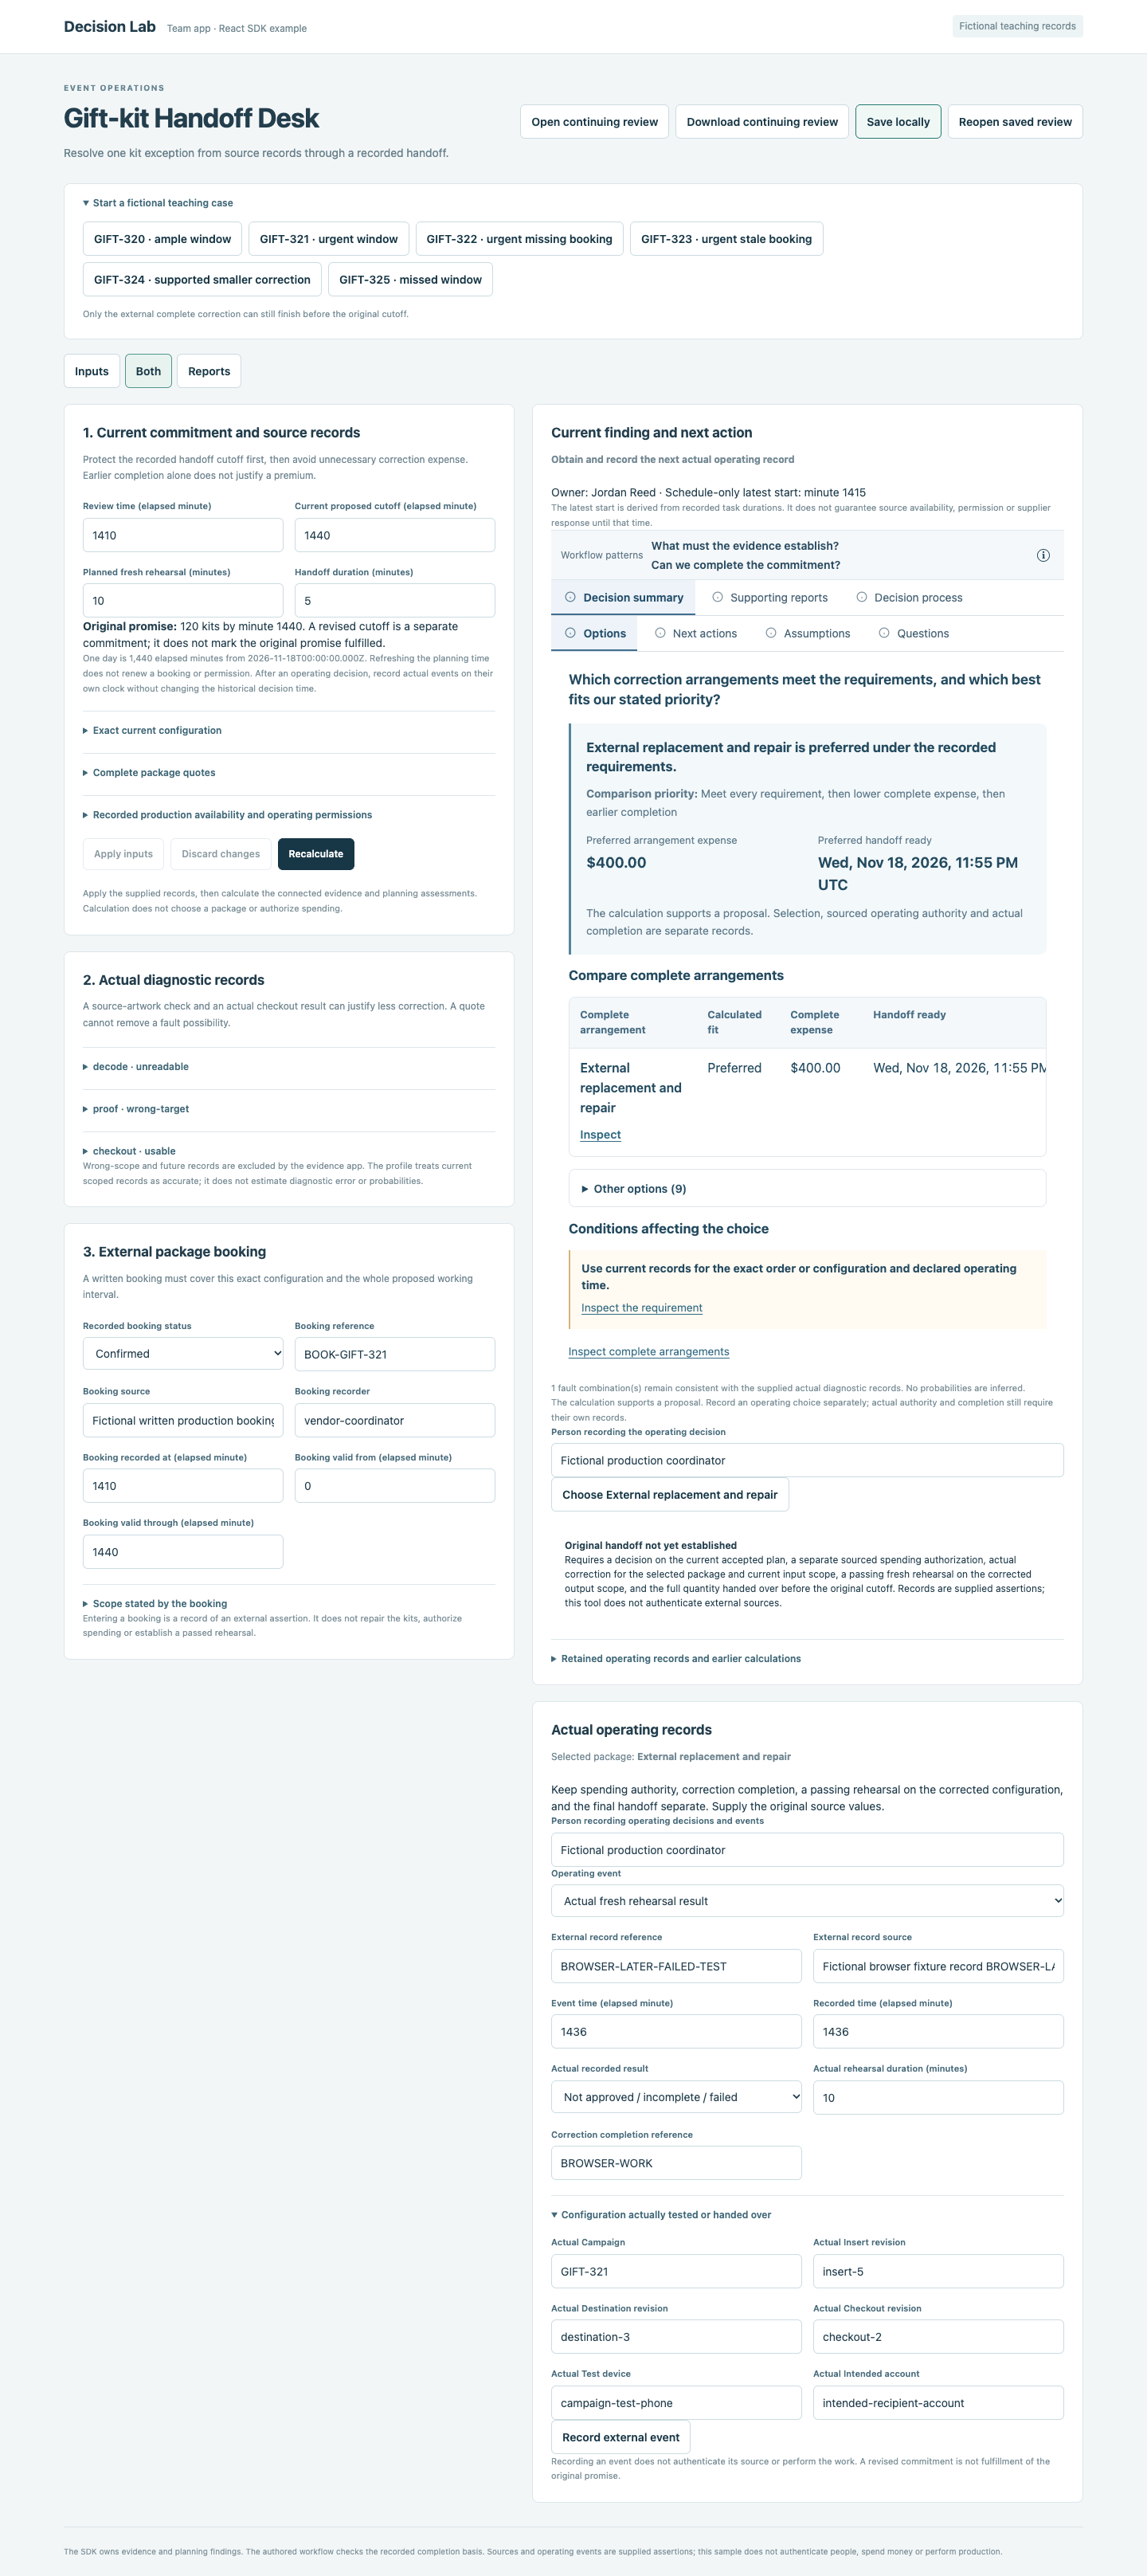 Decision Lab
Team app · React SDK example
Fictional teaching records
EVENT OPERATIONS
Gift-kit Handoff Desk
Open continuing review
Download continuing review
Save locally
Reopen saved review
Resolve one kit exception from source records through a recorded handoff.
▼ Start a fictional teaching case
GIFT-320 · ample window
GIFT-321 · urgent window
GIFT-322 · urgent missing booking
GIFT-323 · urgent stale booking
GIFT-324 · supported smaller correction
GIFT-325 · missed window
Only the external complete correction can still finish before the original cutoff.
Inputs
Both
Reports
1. Current commitment and source records
Protect the recorded handoff cutoff first, then avoid unnecessary correction expense.
Earlier completion alone does not justify a premium.
Review time (elapsed minute)
Current proposed cutoff (elapsed minute)
1410
1440
Planned fresh rehearsal (minutes)
Handoff duration (minutes)
10
5
Original promise: 120 kits by minute 1440. A revised cutoff is a separate
commitment; it does not mark the original promise fulfilled.
One day is 1,440 elapsed minutes from 2026-11-18T00:00:00.000Z. Refreshing the planning time
does not renew a booking or permission. After an operating decision, record actual events on their
own clock without changing the historical decision time.
▶ Exact current configuration
▶ Complete package quotes
▶ Recorded production availability and operating permissions
Apply inputs
Discard changes
Recalculate
Apply the supplied records, then calculate the connected evidence and planning assessments.
Calculation does not choose a package or authorize spending.
2. Actual diagnostic records
A source-artwork check and an actual checkout result can justify less correction. A quote
cannot remove a fault possibility.
▶ decode · unreadable
▶ proof · wrong-target
▶ checkout · usable
Wrong-scope and future records are excluded by the evidence app. The profile treats current
scoped records as accurate; it does not estimate diagnostic error or probabilities.
3. External package booking
A written booking must cover this exact configuration and the whole proposed working
interval.
Recorded booking status
Booking reference
Confirmed
BOOK-GIFT-321
Booking source
Booking recorder
Fictional written production booking
vendor-coordinator
Booking recorded at (elapsed minute)
Booking valid from (elapsed minute)
1410
0
Booking valid through (elapsed minute)
1440
▶ Scope stated by the booking
Entering a booking is a record of an external assertion. It does not repair the kits, authorize
spending or establish a passed rehearsal.
Current finding and next action
Obtain and record the next actual operating record
Owner: Jordan Reed · Schedule-only latest start: minute 1415
The latest start is derived from recorded task durations. It does not guarantee source availability, permission or supplier
response until that time.
Workflow patterns
What must the evidence establish?
Can we complete the commitment?
Decision summary
Supporting reports
Decision process
Options
Next actions
Assumptions
Questions
Which correction arrangements meet the requirements, and which best
fits our stated priority?
External replacement and repair is preferred under the recorded
requirements.
Comparison priority: Meet every requirement, then lower complete expense, then
earlier completion
Preferred arrangement expense
Preferred handoff ready
$400.00
Wed, Nov 18, 2026, 11:55 PM
UTC
The calculation supports a proposal. Selection, sourced operating authority and actual
completion are separate records.
Compare complete arrangements
Complete
arrangement
Calculated
fit
Complete
expense
Handoff ready
External
replacement and
repair
Preferred
$400.00
Wed, Nov 18, 2026, 11:55 PM
Inspect
▶ Other options (9)
Conditions affecting the choice
Use current records for the exact order or configuration and declared operating
time.
Inspect the requirement
Inspect complete arrangements
1 fault combination(s) remain consistent with the supplied actual diagnostic records. No probabilities are inferred.
The calculation supports a proposal. Record an operating choice separately; actual authority and completion still require
their own records.
Person recording the operating decision
Fictional production coordinator
Choose External replacement and repair
Original handoff not yet established
Requires a decision on the current accepted plan, a separate sourced spending authorization, actual
correction for the selected package and current input scope, a passing fresh rehearsal on the corrected
output scope, and the full quantity handed over before the original cutoff. Records are supplied assertions;
this tool does not authenticate external sources.
▶ Retained operating records and earlier calculations
Actual operating records
Selected package: External replacement and repair
Keep spending authority, correction completion, a passing rehearsal on the corrected configuration,
and the final handoff separate. Supply the original source values.
Person recording operating decisions and events
Fictional production coordinator
Operating event
Actual fresh rehearsal result
External record reference
External record source
BROWSER-LATER-FAILED-TEST
Fictional browser fixture record BROWSER-LA
Event time (elapsed minute)
Recorded time (elapsed minute)
1436
1436
Actual recorded result
Actual rehearsal duration (minutes)
Not approved / incomplete / failed
10
Correction completion reference
BROWSER-WORK
▼ Configuration actually tested or handed over
Actual Campaign
Actual Insert revision
GIFT-321
insert-5
Actual Destination revision
Actual Checkout revision
destination-3
checkout-2
Actual Test device
Actual Intended account
campaign-test-phone
intended-recipient-account
Record external event
Recording an event does not authenticate its source or perform the work. A revised commitment is not fulfillment of the
original promise.
The SDK owns evidence and planning findings. The authored workflow checks the recorded completion basis. Sources and operating events are supplied assertions; this sample does not authenticate people, spend money or perform production.